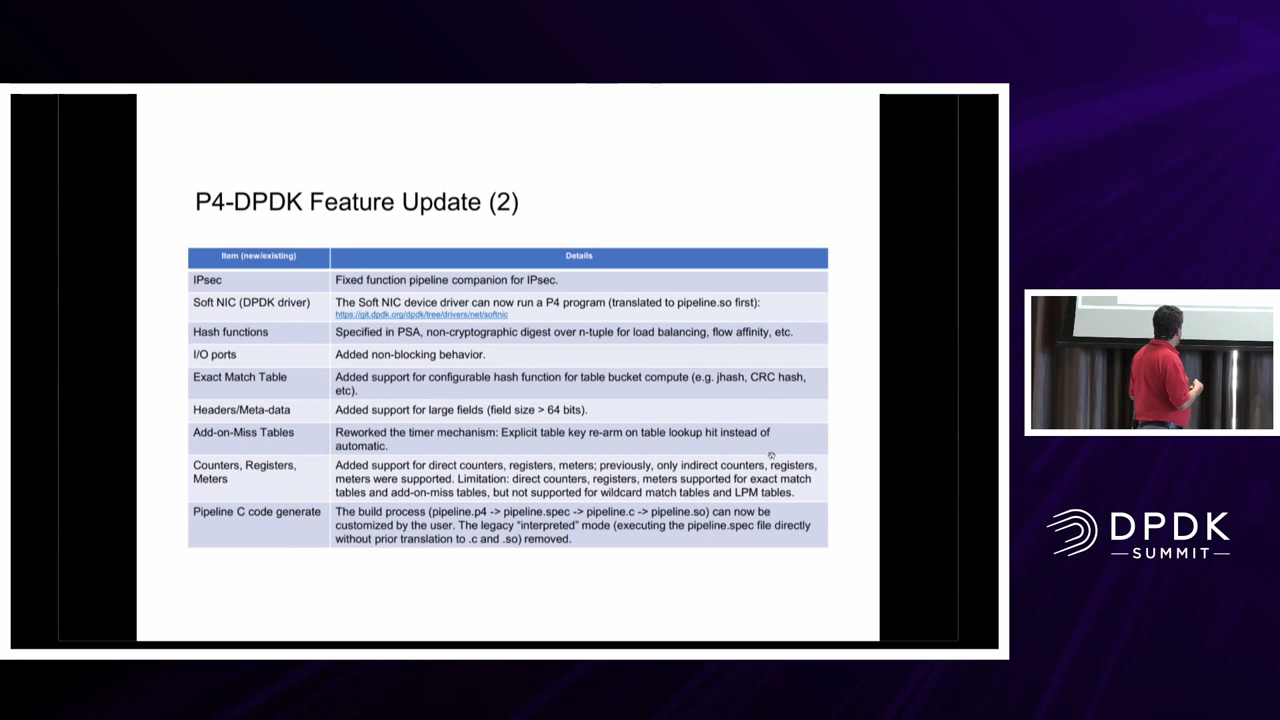 P4-DPDK Feature Update (2)
Item (new/existing)
Details
IPsec
Fixed function pipeline companion for IPsec.
Soft NIC (DPDK driver)
The Soft NIC device driver can now run a P4 program (translated to pipeline.so first):
https://git.dpdk.org/dpdk/tree/drivers/net/softnic
Hash functions
Specified in PSA, non-cryptographic digest over n-tuple for load balancing, flow affinity, etc.
I/O ports
Added non-blocking behavior.
Exact Match Table
Added support for configurable hash function for table bucket compute (e.g. jhash, CRC hash,
etc).
Headers/Meta-data
Added support for large fields (field size > 64 bits).
Add-on-Miss Tables
Reworked the timer mechanism: Explicit table key re-arm on table lookup hit instead of
automatic.
Counters, Registers,
Meters
Added support for direct counters, registers, meters; previously, only indirect counters, registers,
meters were supported. Limitation: direct counters, registers, meters supported for exact match
tables and add-on-miss tables, but not supported for wildcard match tables and LPM tables.
Pipeline C code generate
The build process (pipeline.p4 -> pipeline.spec -> pipeline.c -> pipeline.so) can now be
customized by the user. The legacy “interpreted” mode (executing the pipeline.spec file directly
without prior translation to .c and .so) removed.
DPDK
SUMMIT